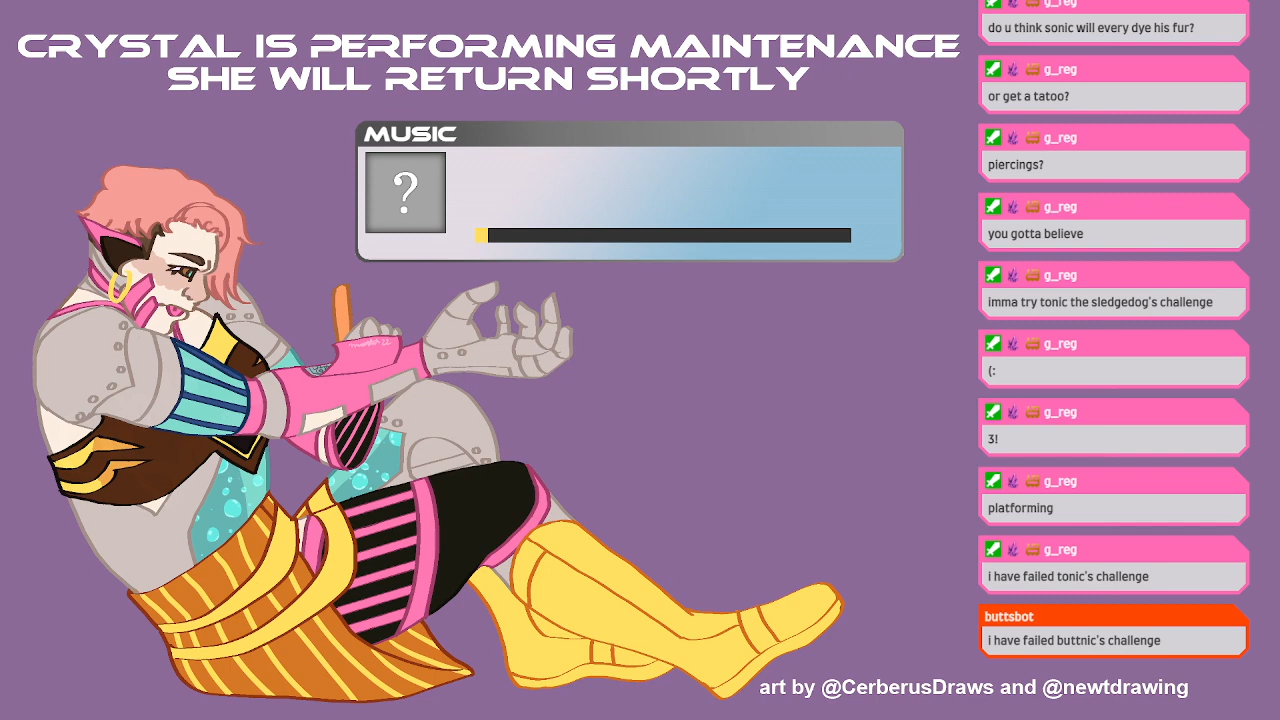 CRYSTAL IS PERFORMING MAINTENANCE
SHE WILL RETURN SHORTLY
MUSIC
?
g_reg
do u think sonic will every dye his fur?
g_reg
or get a tatoo?
g_reg
piercings?
g_reg
you gotta believe
g_reg
imma try tonic the sledgedog's challenge
g_reg
(:
g_reg
3!
g_reg
platforming
g_reg
i have failed tonic's challenge
buttsbot
i have failed buttnic's challenge
art by @CerberusDraws and @newtdrawing